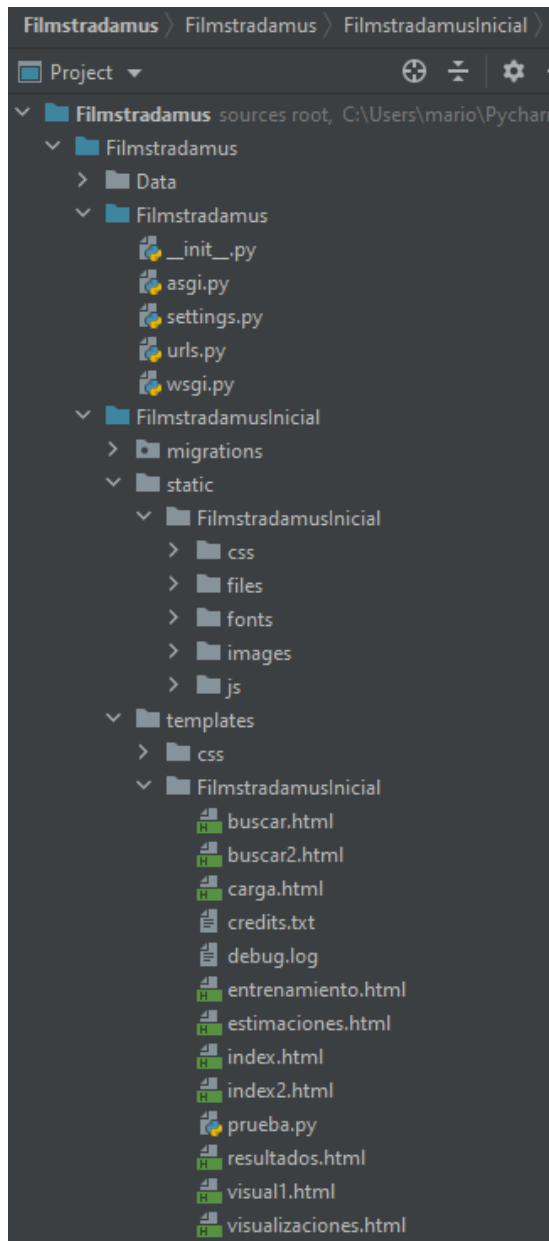 Filmstradamus 〉 Filmstradamus 〉 FilmstradamusInicial 〉
Project
Filmstradamus sources root, C:\Users\mario\Pychar
Filmstradamus
Data
Filmstradamus
__init__.py
asgi.py
settings.py
urls.py
wsgi.py
FilmstradamusInicial
migrations
static
FilmstradamusInicial
css
files
fonts
images
js
templates
css
FilmstradamusInicial
buscar.html
buscar2.html
carga.html
credits.txt
debug.log
entrenamiento.html
estimaciones.html
index.html
index2.html
prueba.py
resultados.html
visual1.html
visualizaciones.html